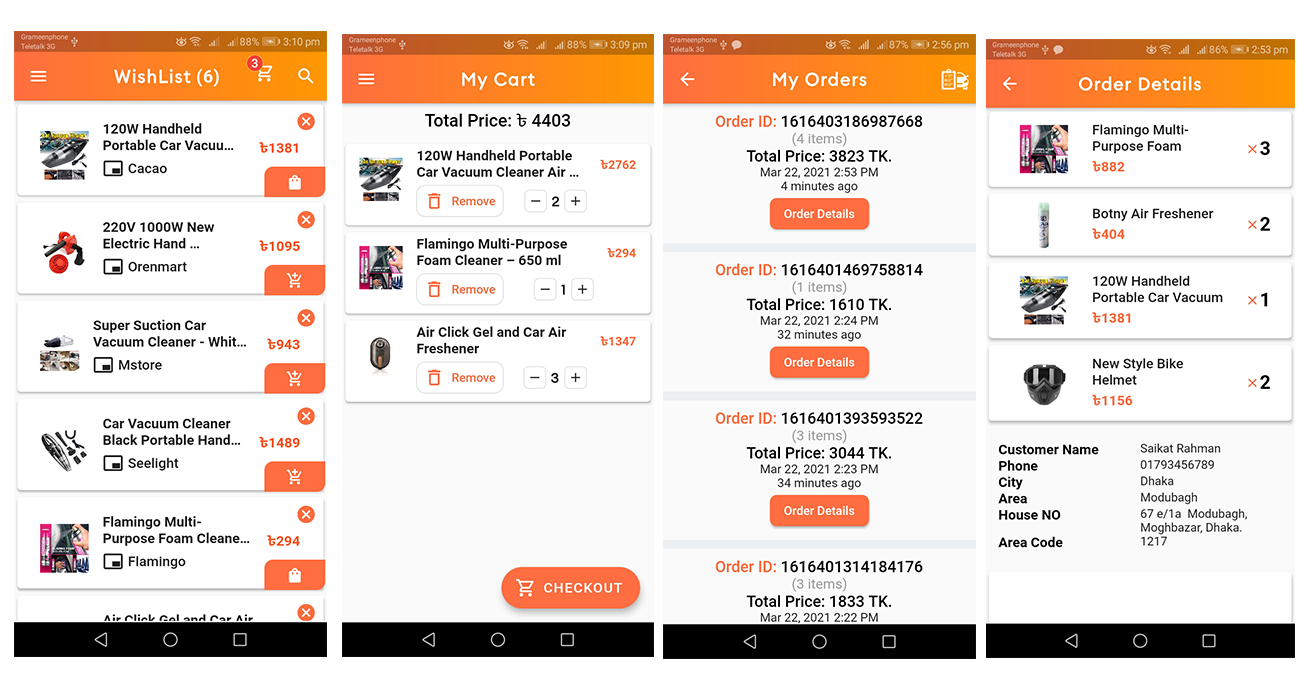 Grameenphone
Teletalk 3G
88%
3:10 pm
WishList (6)
3
120W Handheld
Portable Car Vacuu...
৳1381
Cacao
220V 1000W New
Electric Hand ...
৳1095
Orenmart
Super Suction Car
Vacuum Cleaner - Whit...
৳943
Mstore
Car Vacuum Cleaner
Black Portable Hand...
৳1489
Seelight
Flamingo Multi-
Purpose Foam Cleane...
৳294
Flamingo
Air Click Gel and Car Air
Grameenphone
Teletalk 3G
88%
3:09 pm
My Cart
Total Price: ৳ 4403
120W Handheld Portable
Car Vacuum Cleaner Air ...
৳2762
Remove
2
Flamingo Multi-Purpose
Foam Cleaner – 650 ml
৳294
Remove
1
Air Click Gel and Car Air
Freshener
৳1347
Remove
3
CHECKOUT
Grameenphone
Teletalk 3G
87%
2:56 pm
My Orders
Order ID: 1616403186987668
(4 items)
Total Price: 3823 TK.
Mar 22, 2021 2:53 PM
4 minutes ago
Order Details
Order ID: 1616401469758814
(1 items)
Total Price: 1610 TK.
Mar 22, 2021 2:24 PM
32 minutes ago
Order Details
Order ID: 1616401393593522
(3 items)
Total Price: 3044 TK.
Mar 22, 2021 2:23 PM
34 minutes ago
Order Details
Order ID: 1616401314184176
(3 items)
Total Price: 1833 TK.
Mar 22, 2021 2:22 PM
Grameenphone
Teletalk 3G
86%
2:53 pm
Order Details
Flamingo Multi-
Purpose Foam
৳882
×3
Botny Air Freshener
৳404
×2
120W Handheld
Portable Car Vacuum
৳1381
×1
New Style Bike
Helmet
৳1156
×2
Customer Name Saikat Rahman
Phone 01793456789
City Dhaka
Area Modubagh
House NO 67 e/1a Modubagh,
Moghbazar, Dhaka.
Area Code 1217